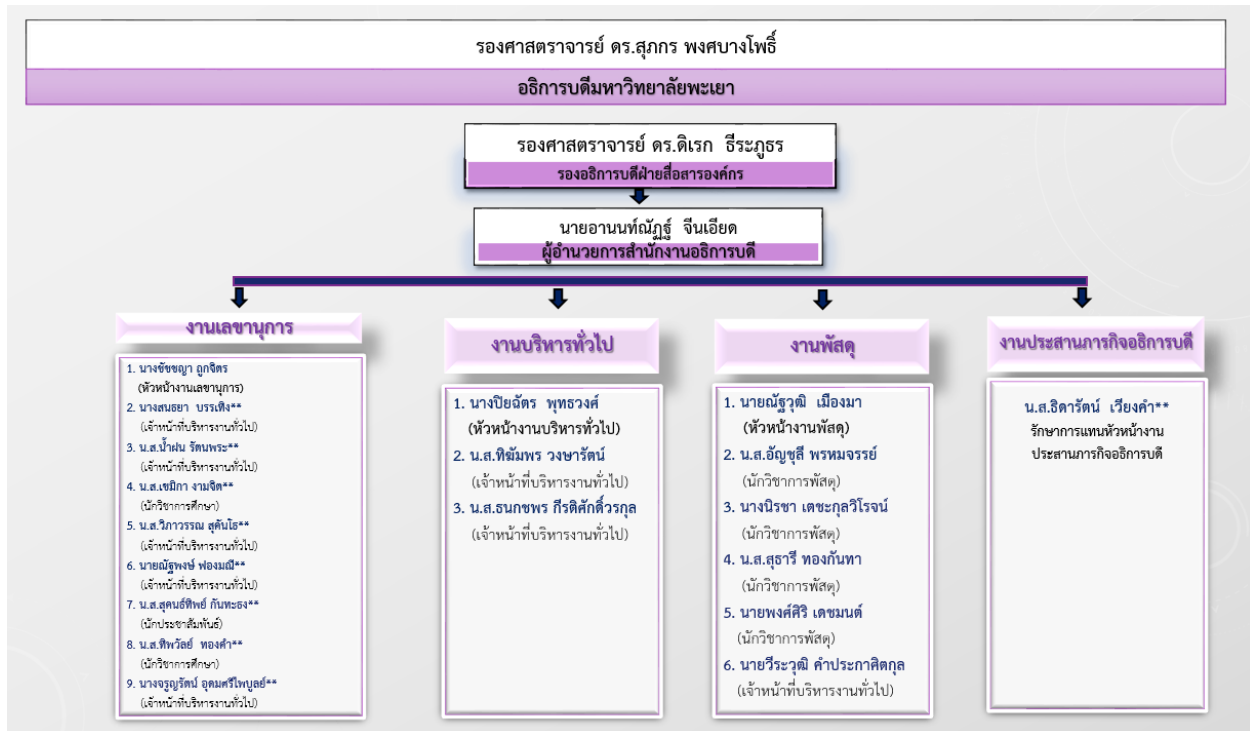 รองศาสตราจารย์ ดร.สุภกร พงศบางโพธิ์
อธิการบดีมหาวิทยาลัยพะเยา
รองศาสตราจารย์ ดร.ดิเรก ธีระภูธร
รองอธิการบดีฝ่ายสื่อสารองค์กร
นายอานนท์ณัฏฐ์ จีนเอียด
ผู้อำนวยการสำนักงานอธิการบดี
งานเลขานุการ
1. นางชัชชญา ถูกจิตร
(หัวหน้างานเลขานุการ)
2. นางสนธยา บรรเทิง**
(เจ้าหน้าที่บริหารงานทั่วไป)
3. น.ส.น้ำฝน รัตนพระ**
(เจ้าหน้าที่บริหารงานทั่วไป)
4. น.ส.เขมิกา งามจิต**
(นักวิชาการศึกษา)
5. น.ส.วิภาวรรณ สุคันโธ**
(เจ้าหน้าที่บริหารงานทั่วไป)
6. นายณัฐพงษ์ ฟองมณี**
(เจ้าหน้าที่บริหารงานทั่วไป)
7. น.ส.สุคนธ์ทิพย์ กันทะธง**
(นักประชาสัมพันธ์)
8. น.ส.ทิพวัลย์ ทองคำ**
(นักวิชาการศึกษา)
9. นางจรูญรัตน์ อุดมศรีไพบูลย์**
(เจ้าหน้าที่บริหารงานทั่วไป)
งานบริหารทั่วไป
1. นางปิยฉัตร พุทธวงศ์
(หัวหน้างานบริหารทั่วไป)
2. น.ส.ทิฆัมพร วงษารัตน์
(เจ้าหน้าที่บริหารงานทั่วไป)
3. น.ส.ธนกชพร กีรติศักดิ์วรกุล
(เจ้าหน้าที่บริหารงานทั่วไป)
งานพัสดุ
1. นายณัฐวุฒิ เมืองมา
(หัวหน้างานพัสดุ)
2. น.ส.อัญชุลี พรหมจรรย์
(นักวิชาการพัสดุ)
3. นางนิรชา เตชะกุลวิโรจน์
(นักวิชาการพัสดุ)
4. น.ส.สุธารี ทองกันทา
(นักวิชาการพัสดุ)
5. นายพงศ์ศิริ เดชมนต์
(นักวิชาการพัสดุ)
6. นายวีระวุฒิ คำประกาศิตกุล
(เจ้าหน้าที่บริหารงานทั่วไป)
งานประสานภารกิจอธิการบดี
น.ส.ธิดารัตน์ เวียงคำ**
รักษาการแทนหัวหน้างาน
ประสานภารกิจอธิการบดี